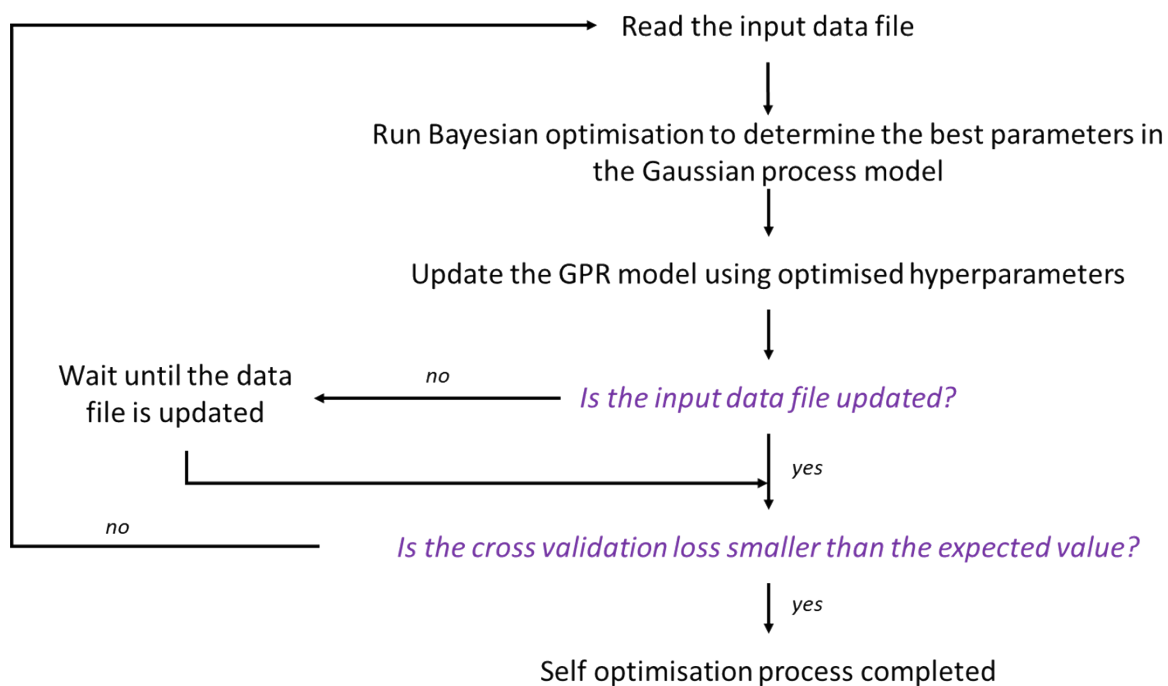 Read the input data file
Run Bayesian optimisation to determine the best parameters in
the Gaussian process model
Update the GPR model using optimised hyperparameters
Wait until the data
file is updated
no
Is the input data file updated?
yes
no
Is the cross validation loss smaller than the expected value?
yes
Self optimisation process completed